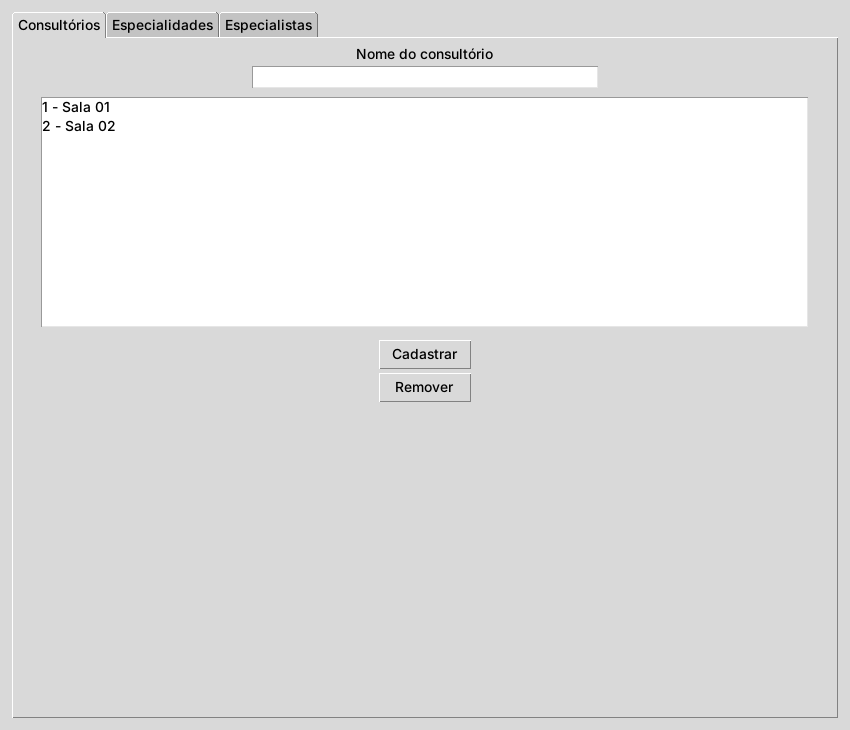 Consultórios Especialidades Especialistas
Nome do consultório
1 - Sala 01
2 - Sala 02
Cadastrar
Remover